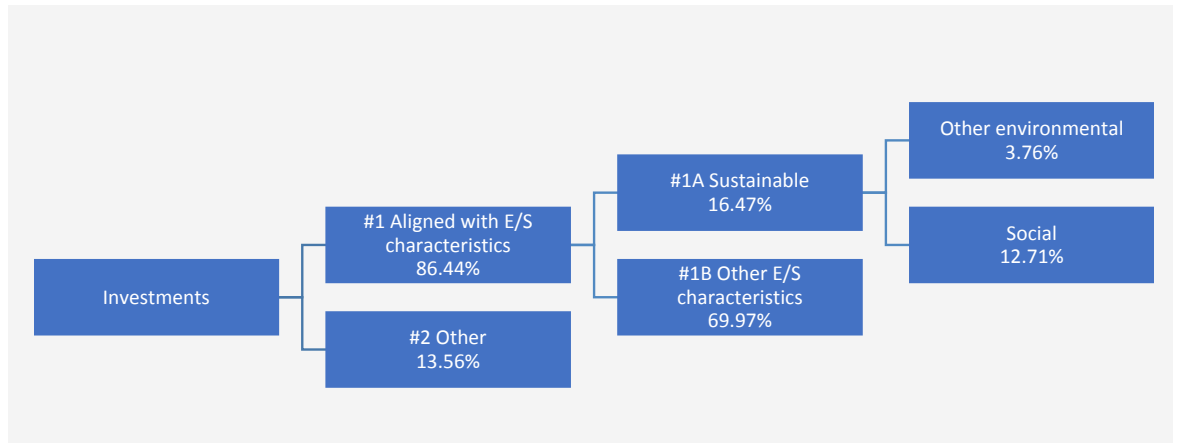 Investments
#1 Aligned with E/S
characteristics
86.44%
#2 Other
13.56%
#1A Sustainable
16.47%
#1B Other E/S
characteristics
69.97%
Other environmental
3.76%
Social
12.71%